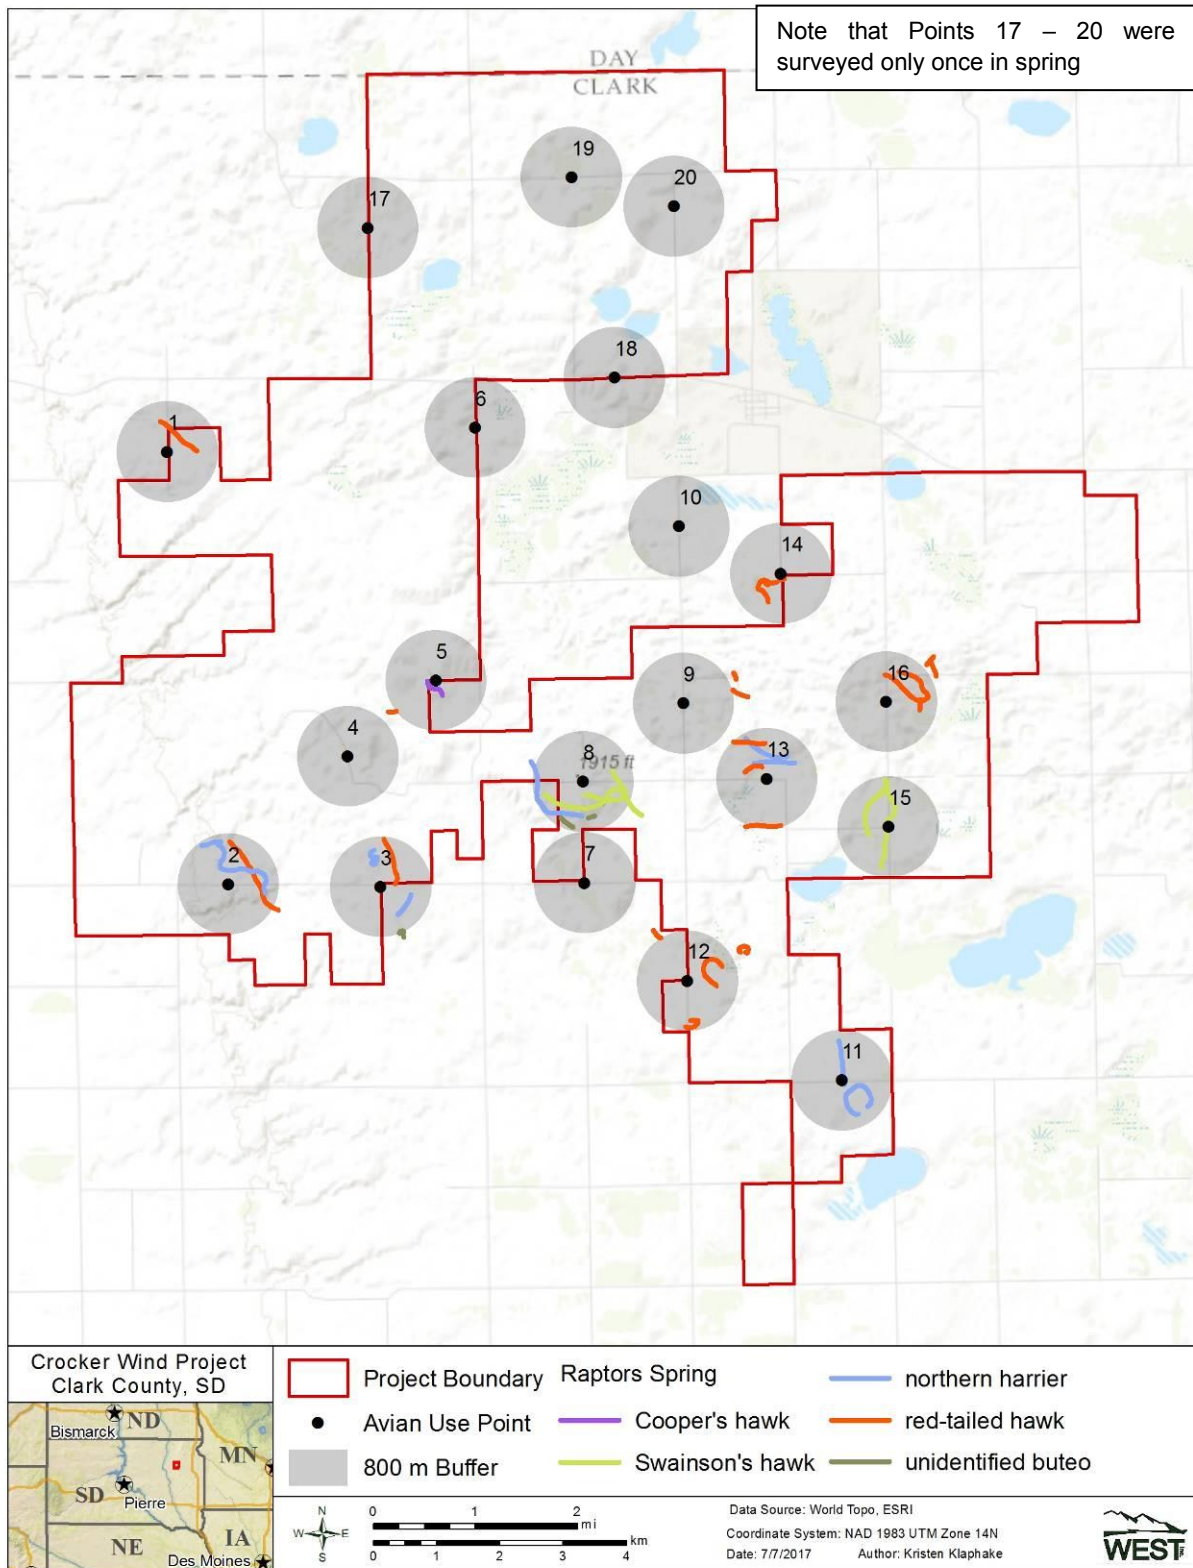 Note that Points 17 – 20 were
surveyed only once in spring
DAY
CLARK
19
20
17
18
6
1
10
14
5
9
16
4
8
1915 ft
13
15
2
3
7
12
11
Crocker Wind Project
Clark County, SD
ND
Bismarck
MN
SD
Pierre
NE
IA
Des Moines
Project Boundary
Avian Use Point
800 m Buffer
Raptors Spring
Cooper's hawk
Swainson's hawk
northern harrier
red-tailed hawk
unidentified buteo
N
W E
S
0 1 2
mi
km
0 1 2 3 4
Data Source: World Topo, ESRI
Coordinate System: NAD 1983 UTM Zone 14N
Date: 7/7/2017 Author: Kristen Klaphake
WEST